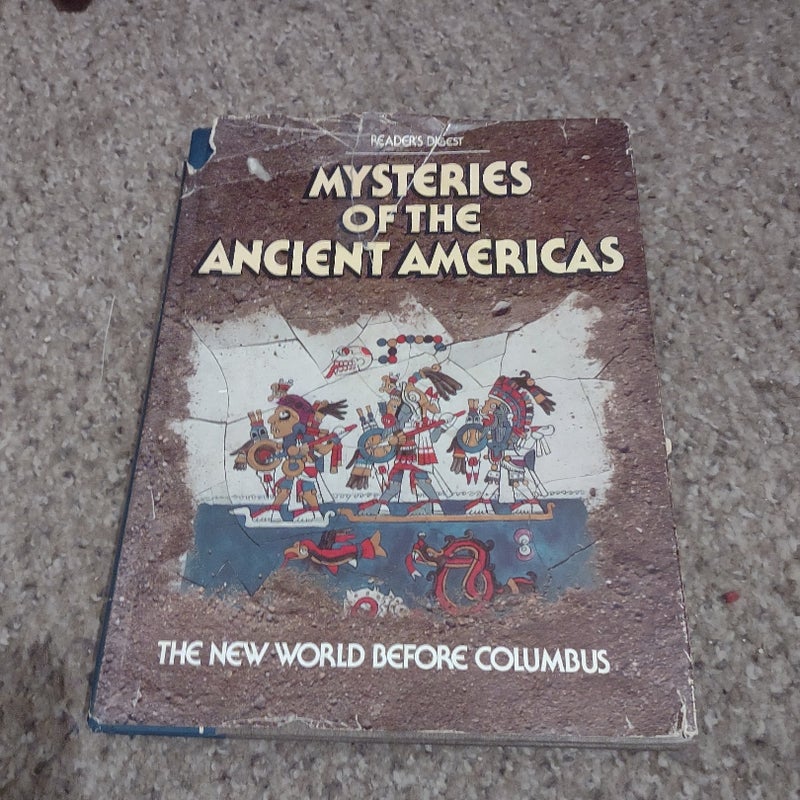 READER'S DIGEST
MYSTERIES
OF THE
ANCIENT AMERICAS
THE NEW WORLD BEFORE COLUMBUS